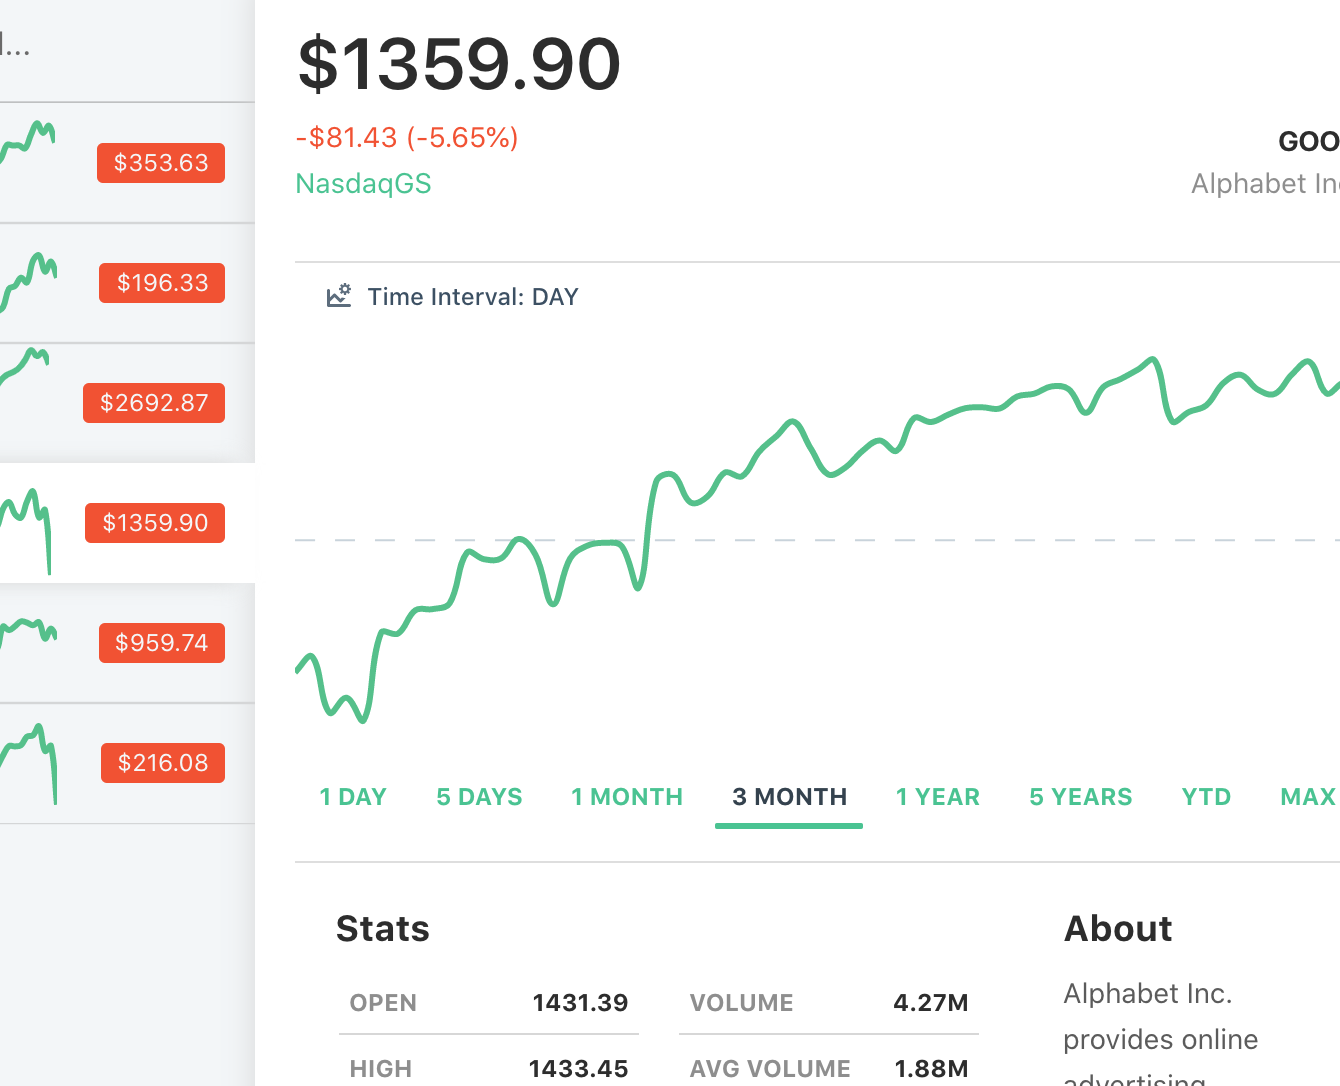 $1359.90
-$81.43 (-5.65%)
NasdaqGS
GOO
Alphabet Inc
$353.63
$196.33
$2692.87
$1359.90
$959.74
$216.08
Time Interval: DAY
1 DAY 5 DAYS 1 MONTH 3 MONTH 1 YEAR 5 YEARS YTD MAX
Stats
OPEN 1431.39 VOLUME 4.27M
HIGH 1433.45 AVG VOLUME 1.88M
About
Alphabet Inc.
provides online
advertising